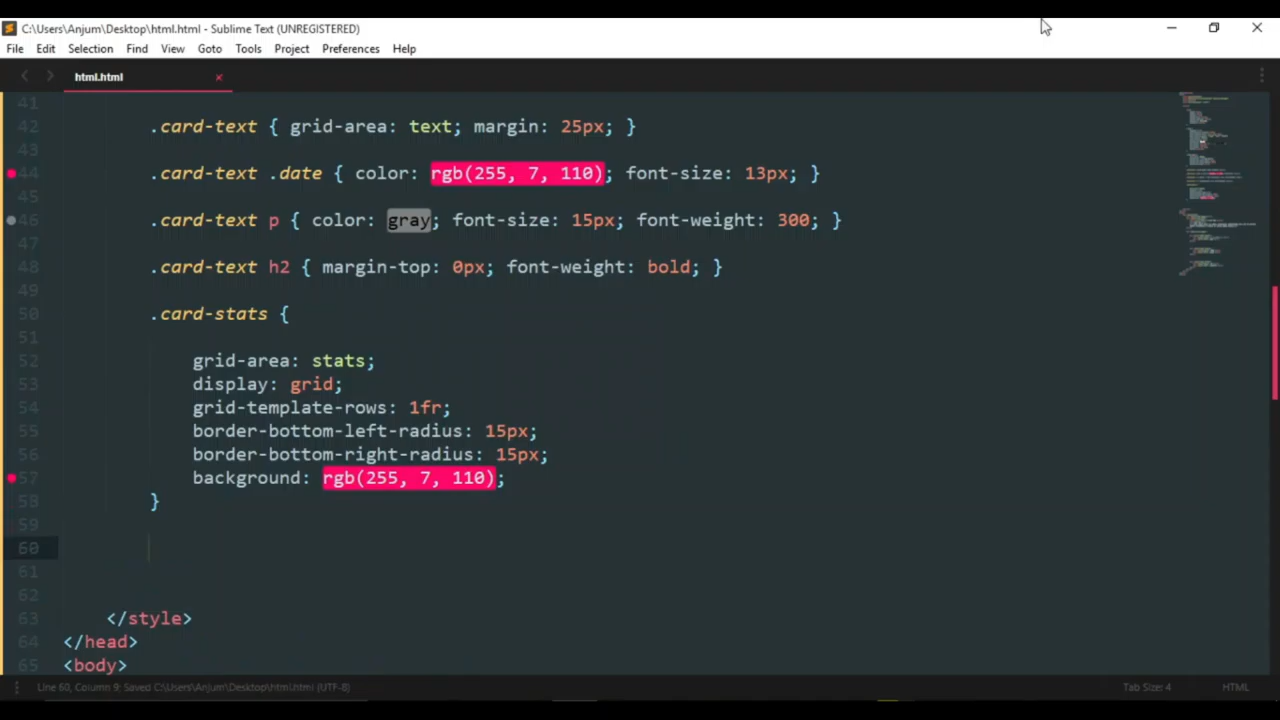 C:\Users\Anjum\Desktop\html.html - Sublime Text (UNREGISTERED)
File Edit Selection Find View Goto Tools Project Preferences Help
html.html
41
42 .card-text { grid-area: text; margin: 25px; }
43
44 .card-text .date { color: rgb(255, 7, 110); font-size: 13px; }
45
46 .card-text p { color: gray; font-size: 15px; font-weight: 300; }
47
48 .card-text h2 { margin-top: 0px; font-weight: bold; }
49
50 .card-stats {
51
52 grid-area: stats;
53 display: grid;
54 grid-template-rows: 1fr;
55 border-bottom-left-radius: 15px;
56 border-bottom-right-radius: 15px;
57 background: rgb(255, 7, 110);
58 }
59
60
61
62
63 </style>
64 </head>
65 <body>
Line 60, Column 9; Saved C:\Users\Anjum\Desktop\html.html (UTF-8) Tab Size: 4 HTML